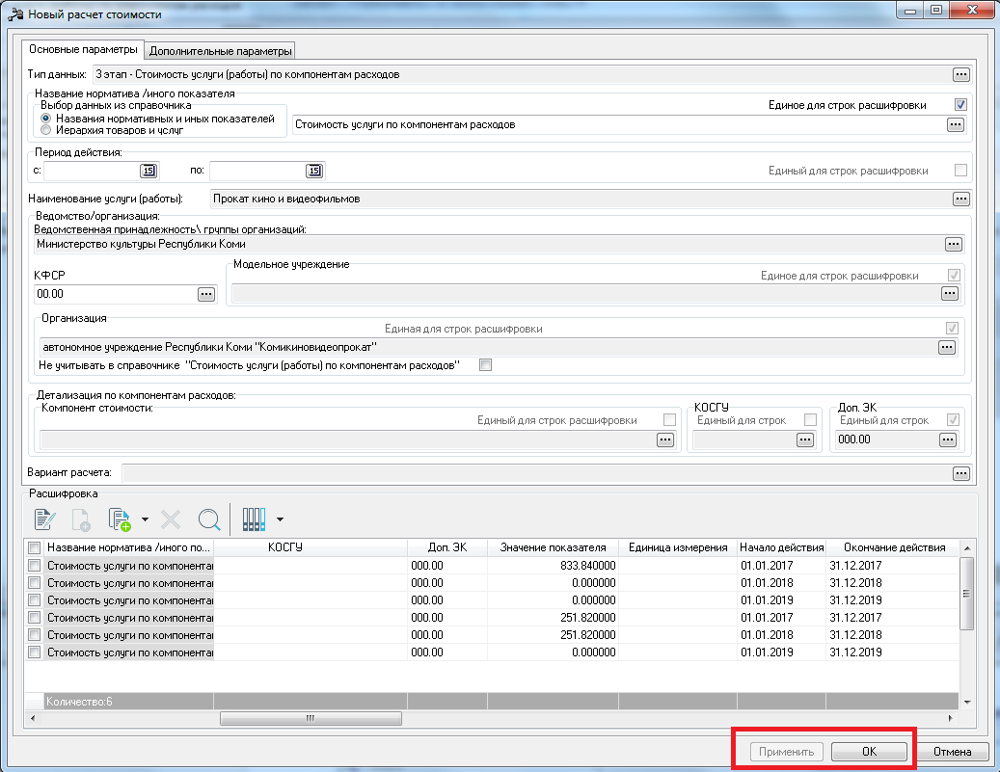 Новый расчет стоимости
Основные параметры Дополнительные параметры
Тип данных: 3 этап - Стоимость услуги (работы) по компонентам расходов
Название норматива /иного показателя
Выбор данных из справочника
Единое для строк расшифровки
Названия нормативных и иных показателей
Иерархия товаров и услуг
Стоимость услуги по компонентам расходов
Период действия:
с: 15 по: 15 Единый для строк расшифровки
Наименование услуги (работы): Прокат кино и видеофильмов
Ведомство/организация:
Ведомственная принадлежность\ группы организаций:
Министерство культуры Республики Коми
КФСР
00.00
Модельное учреждение
Единое для строк расшифровки
Организация
Единая для строк расшифровки
автономное учреждение Республики Коми "Комикиновидеопрокат"
Не учитывать в справочнике "Стоимость услуги (работы) по компонентам расходов"
Детализация по компонентам расходов:
Компонент стоимости: КОСГУ Доп. ЭК
Единый для строк расшифровки Единый для строк Единый для строк
000.00
Вариант расчета:
Расшифровка
Название норматива /иного по... КОСГУ Доп. ЭК Значение показателя Единица измерения Начало действия Окончание действия
Стоимость услуги по компонента 000.00 833.840000 01.01.2017 31.12.2017
Стоимость услуги по компонента 000.00 0.000000 01.01.2018 31.12.2018
Стоимость услуги по компонента 000.00 0.000000 01.01.2019 31.12.2019
Стоимость услуги по компонента 000.00 251.820000 01.01.2017 31.12.2017
Стоимость услуги по компонента 000.00 251.820000 01.01.2018 31.12.2018
Стоимость услуги по компонента 000.00 0.000000 01.01.2019 31.12.2019
Количество:6
Применить ОК Отмена